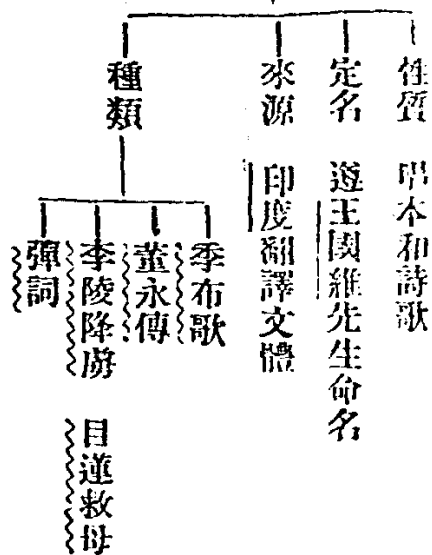 性質　唱本和詩歌
定名　遵王國維先生命名
來源　印度翻譯文體
種類
季布歌
董永傳
李陵降虜　目蓮救母
彈詞